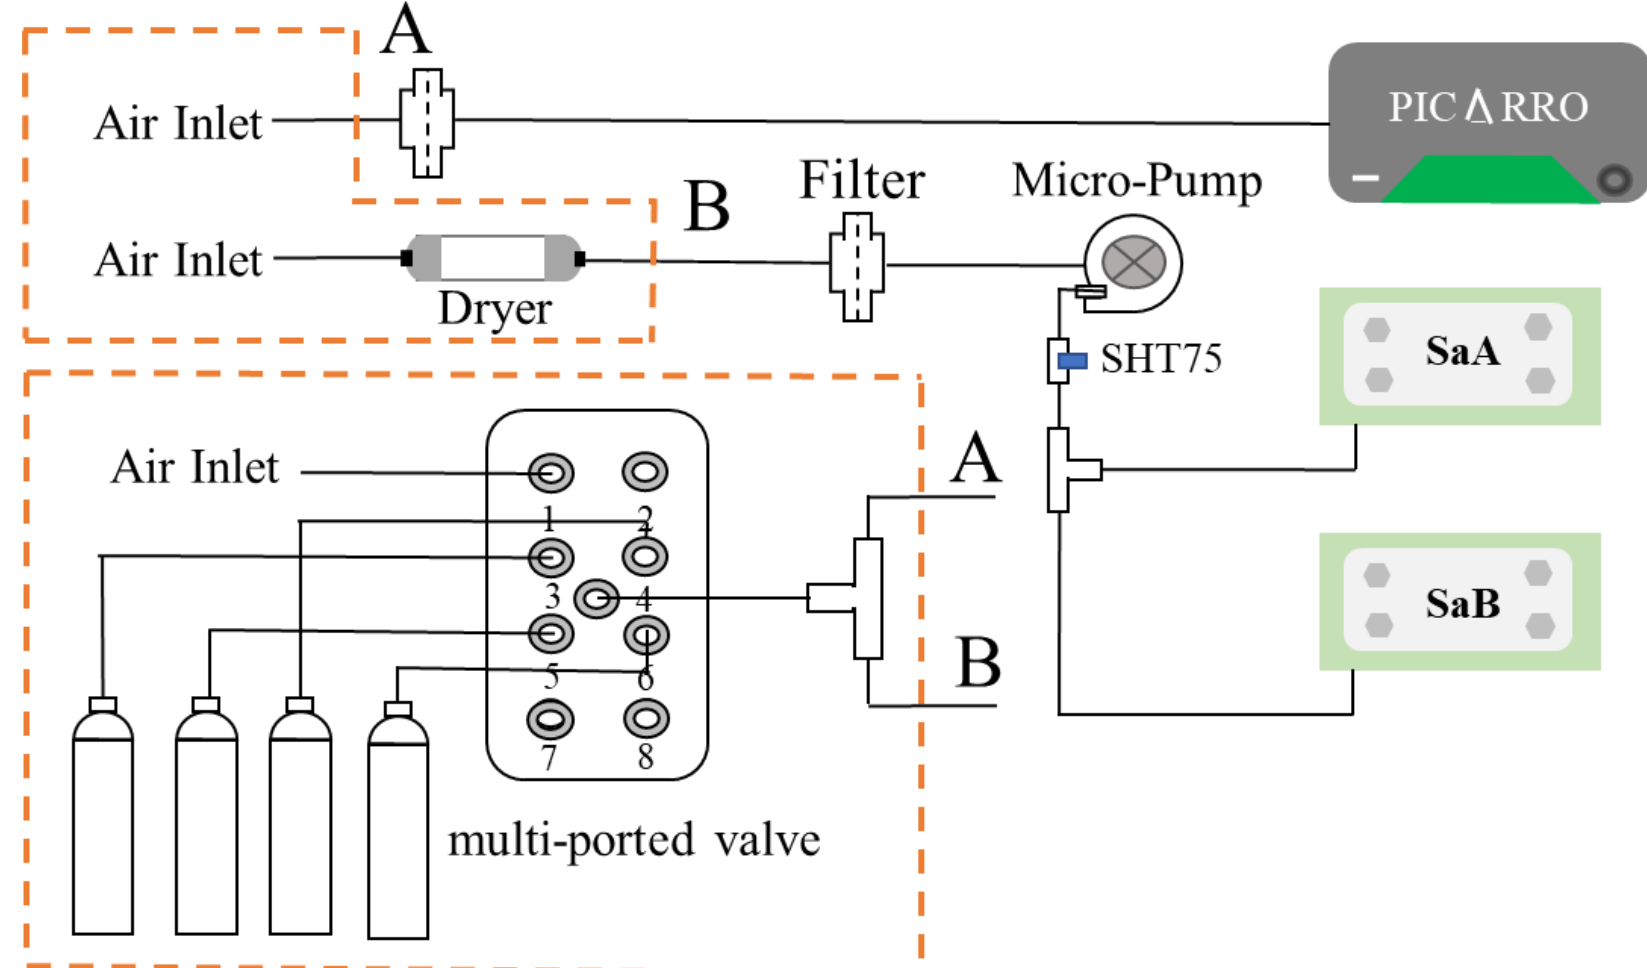 A
Air Inlet
PICΔRRO
Filter
Micro-Pump
B
Air Inlet
Dryer
SHT75
SaA
Air Inlet
A
1 2
3 4
5 6
7 8
B
SaB
multi-ported valve